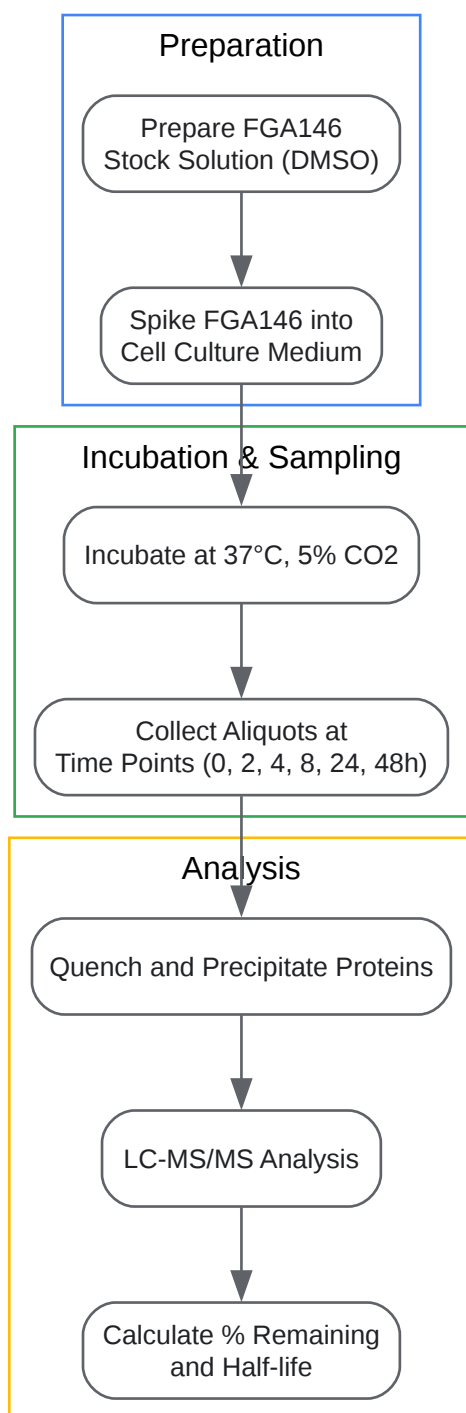 Preparation
Prepare FGA146
Stock Solution (DMSO)
Spike FGA146 into
Cell Culture Medium
Incubation & Sampling
Incubate at 37°C, 5% CO2
Collect Aliquots at
Time Points (0, 2, 4, 8, 24, 48h)
Analysis
Quench and Precipitate Proteins
LC-MS/MS Analysis
Calculate % Remaining
and Half-life